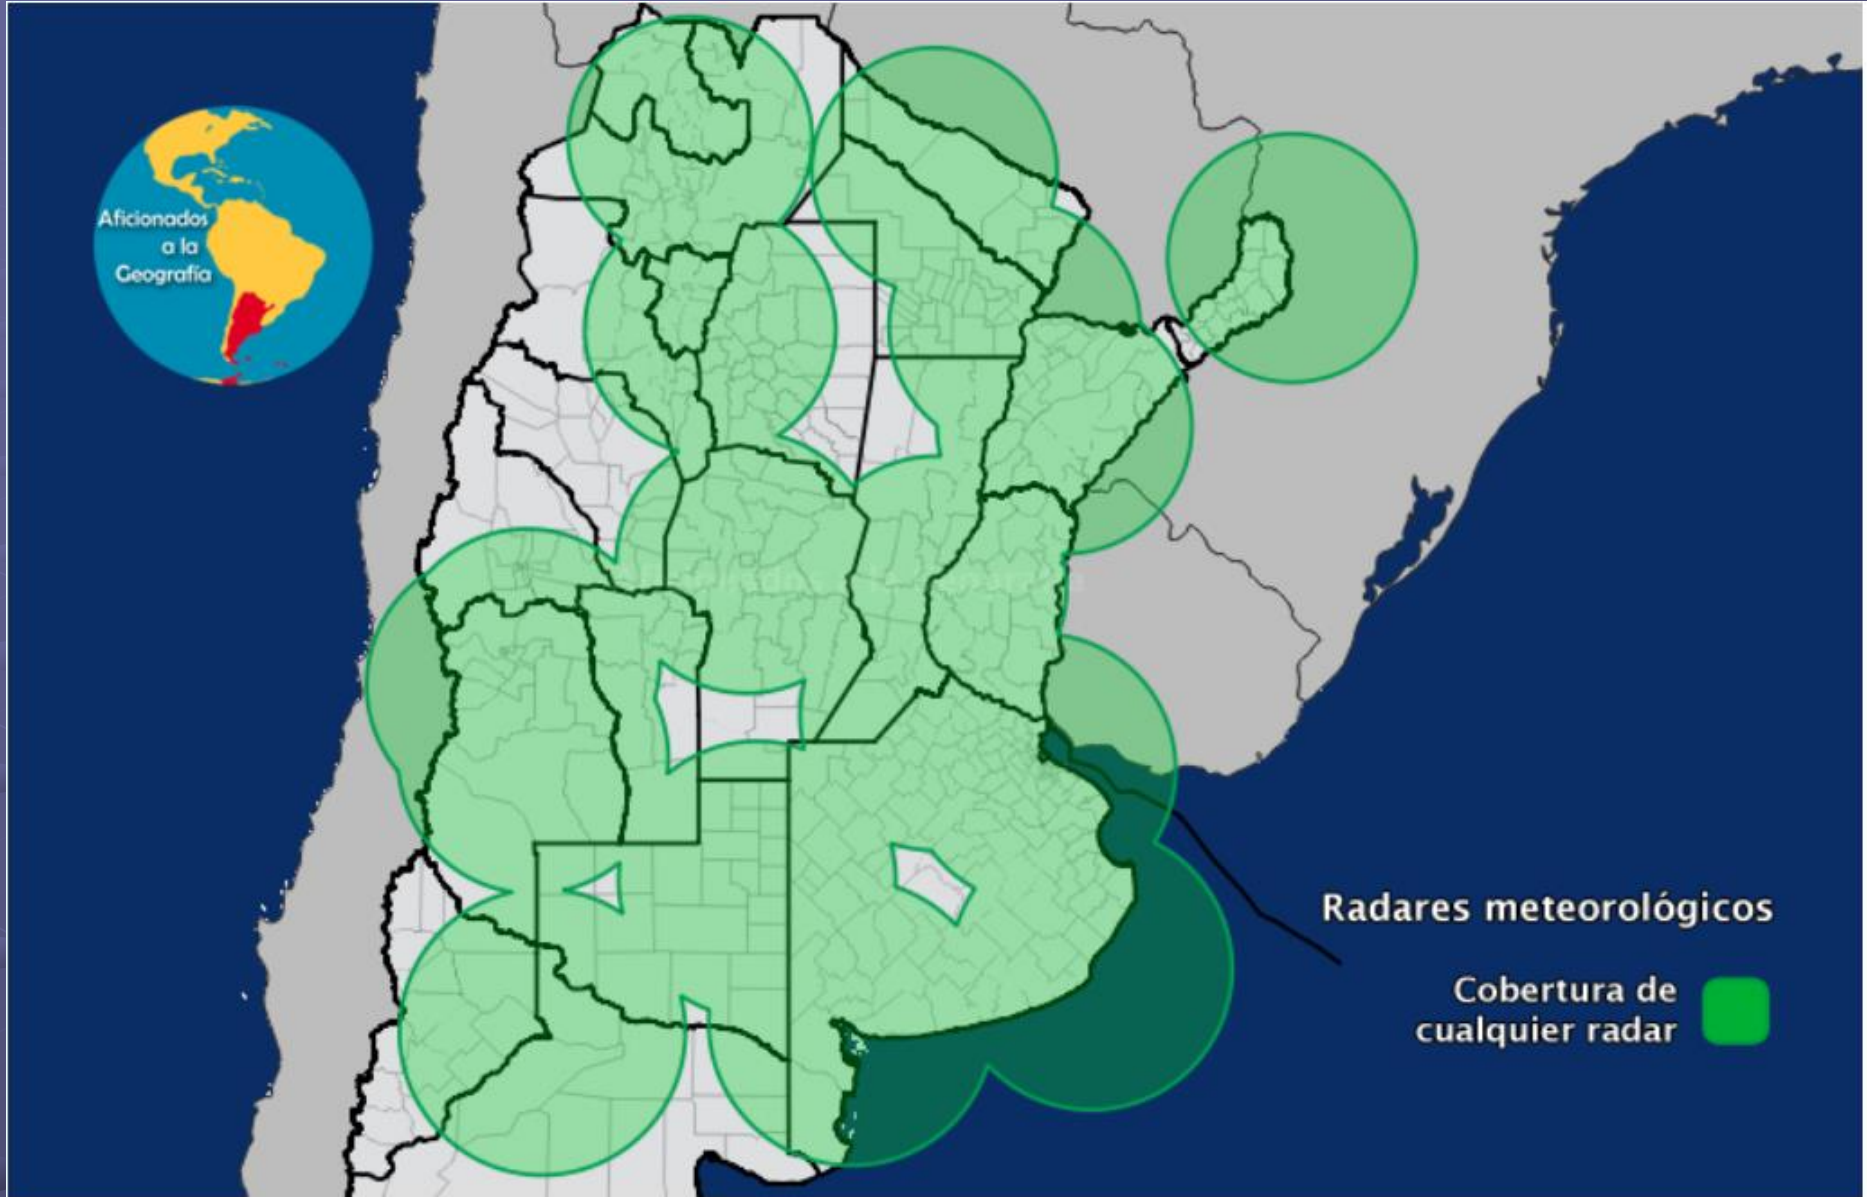 Aficionados
a la
Geografía
Radares meteorológicos
Cobertura de
cualquier radar